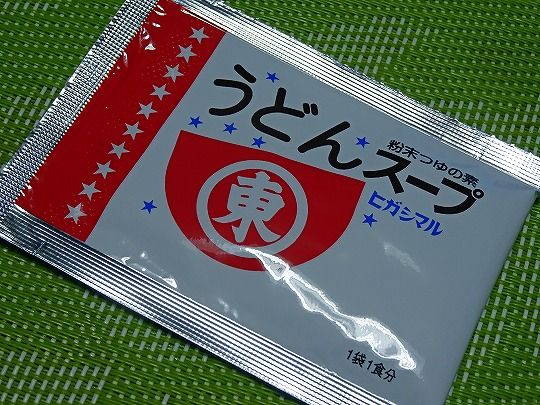 うどんスープ
粉末つゆの素
ヒガシマル
東
1袋1食分